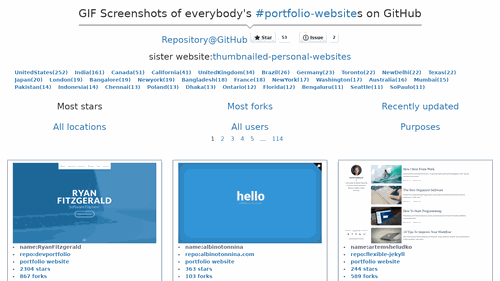 GIF Screenshots of everybody's #portfolio-websites on GitHub
Repository@GitHub Star 53 Issue 2
sister website:thumbnailed-personal-websites
UnitedStates(252) India(161) Canada(51) California(43) UnitedKingdom(34) Brazil(26) Germany(23) Toronto(22) NewDelhi(22) Texas(22)
Japan(20) London(19) Bangalore(19) Newyork(19) Bangladesh(18) France(18) NewYork(17) Washington(17) Australia(16) Mumbai(15)
Pakistan(14) Indonesia(14) Chennai(13) Poland(13) Dhaka(13) Ontario(12) Florida(12) Bengaluru(11) Seattle(11) SoPaulo(11)
Most stars Most forks Recently updated
All locations All users Purposes
1 2 3 4 5 ... 114
RYAN
FITZGERALD
name:RyanFitzgerald
repo:devportfolio
portfolio website
2304 stars
867 forks
hello
name:albinotonnina
repo:albinotonnina.com
portfolio website
363 stars
103 forks
name:artemsheludko
repo:flexible-jekyll
portfolio website
244 stars
589 forks